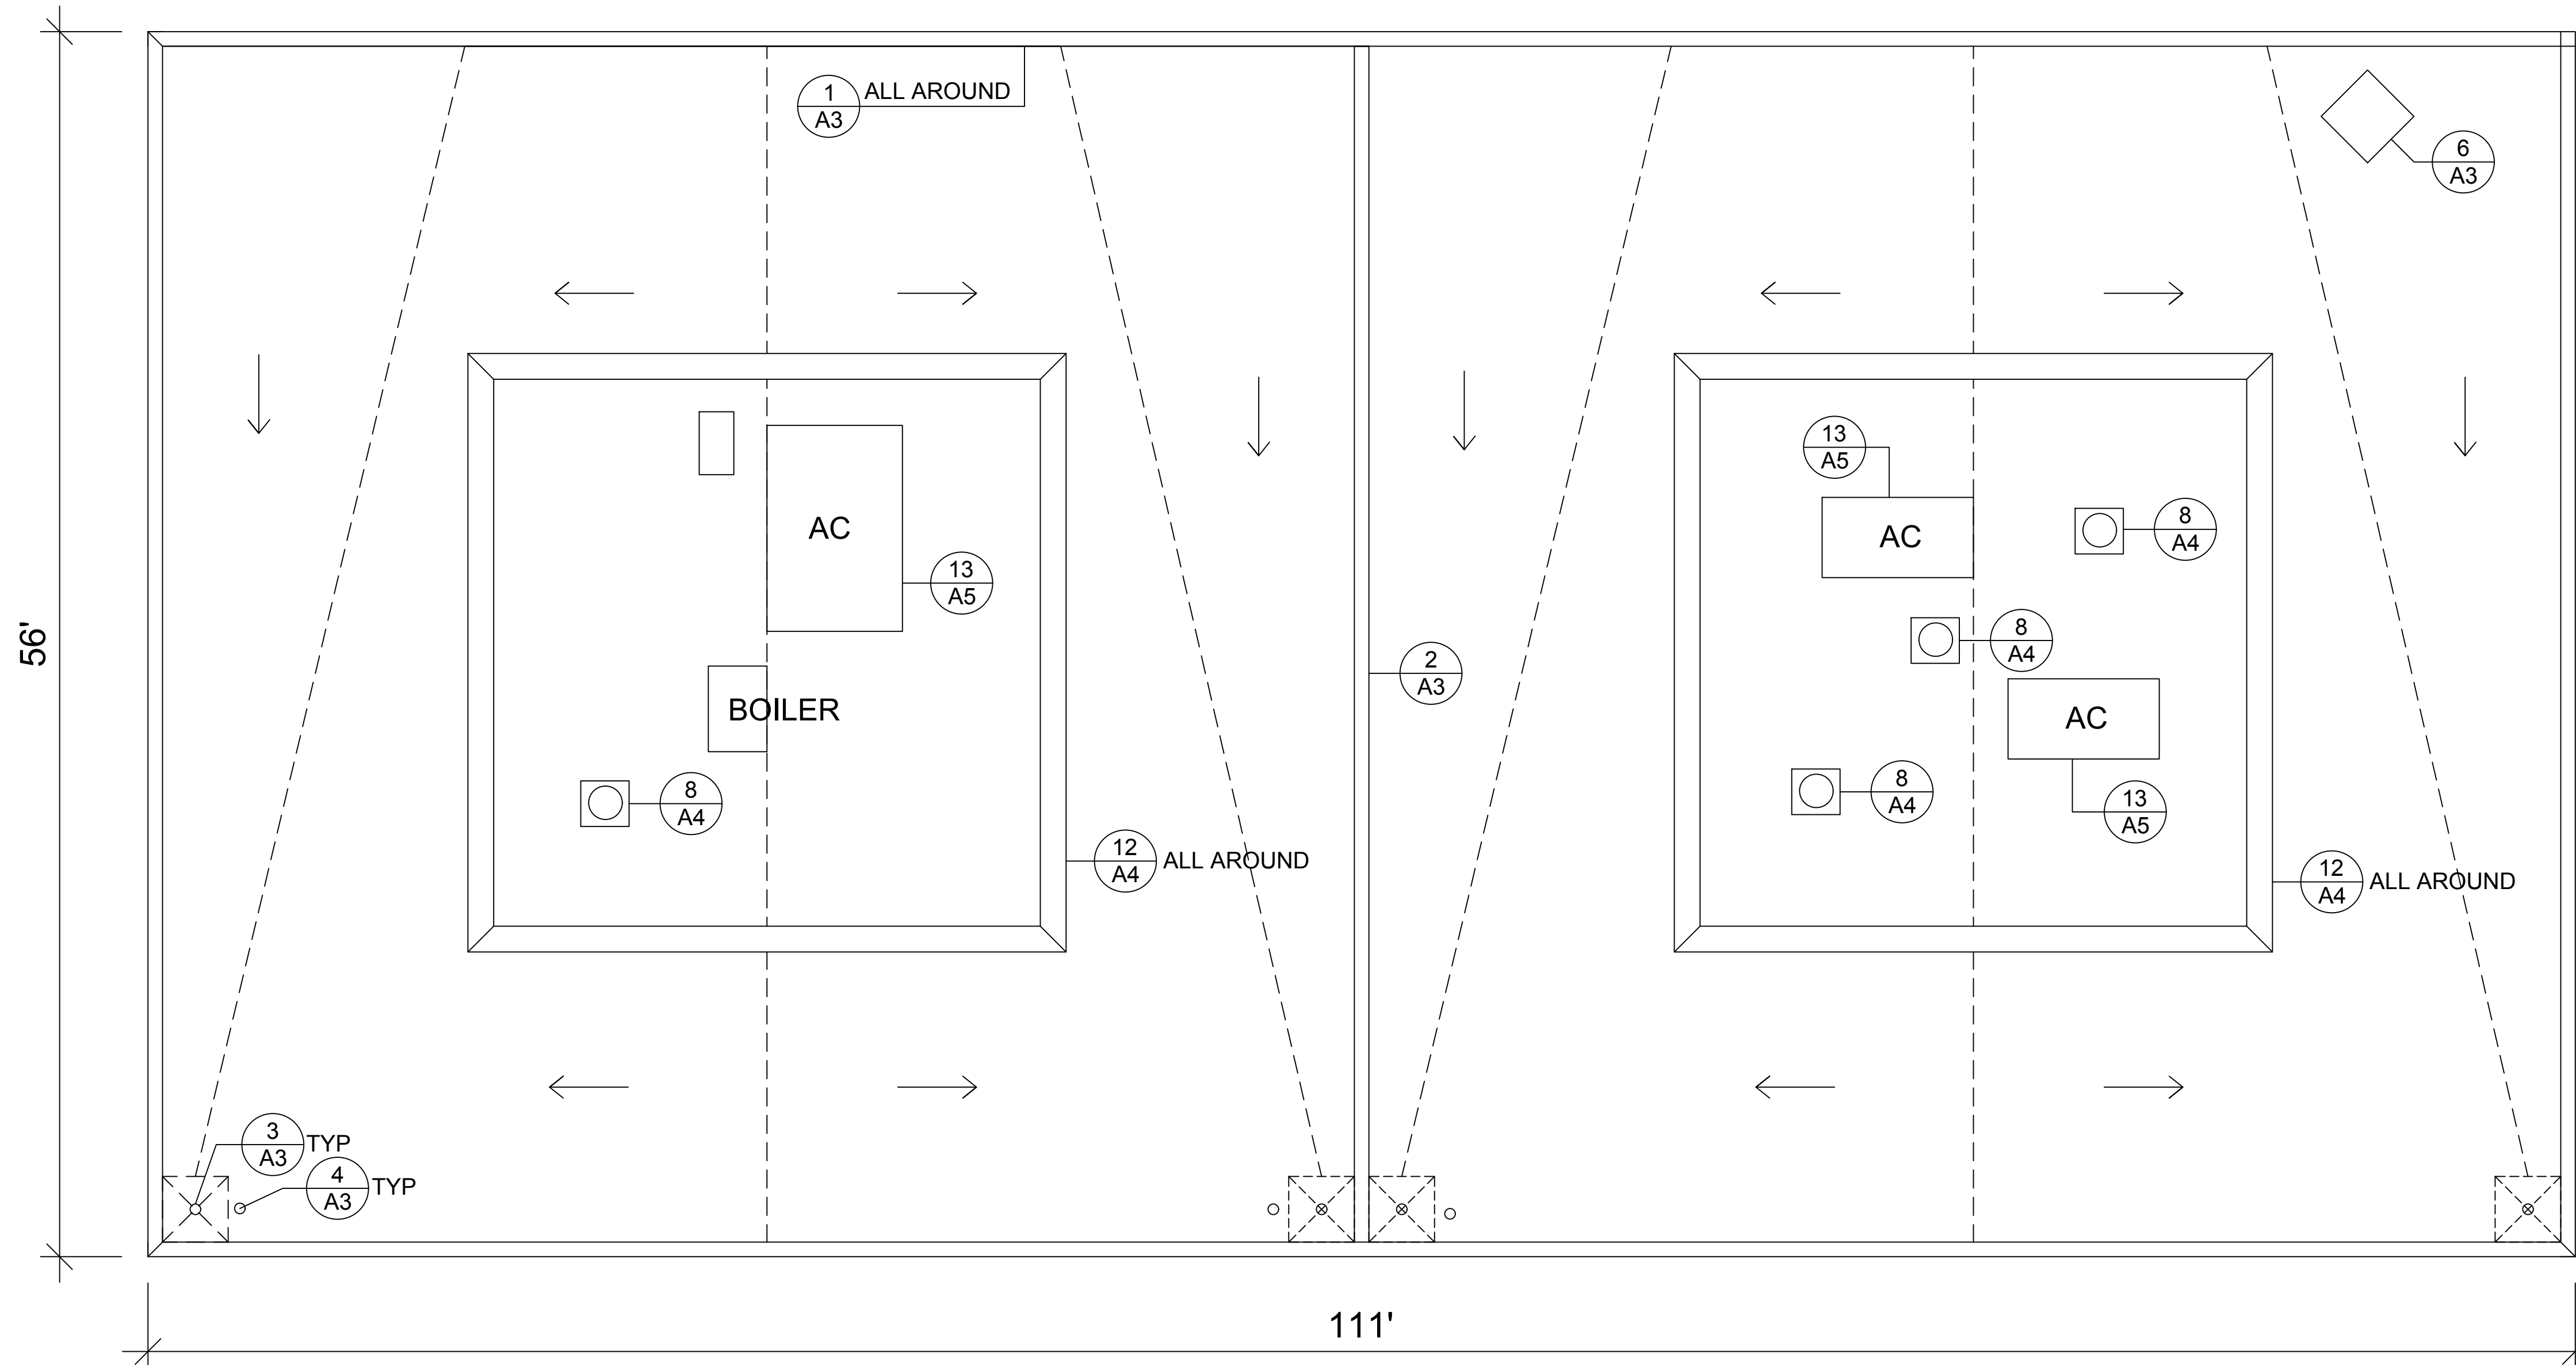 1 ALL AROUND
A3
6
A3
13
A5
AC
8
A4
AC
13
A5
8
A4
56'
2
A3
BOILER
AC
8
A4
8
A4
13
A5
12 ALL AROUND
A4
12 ALL AROUND
A4
3 TYP
A3
4 TYP
A3
111'